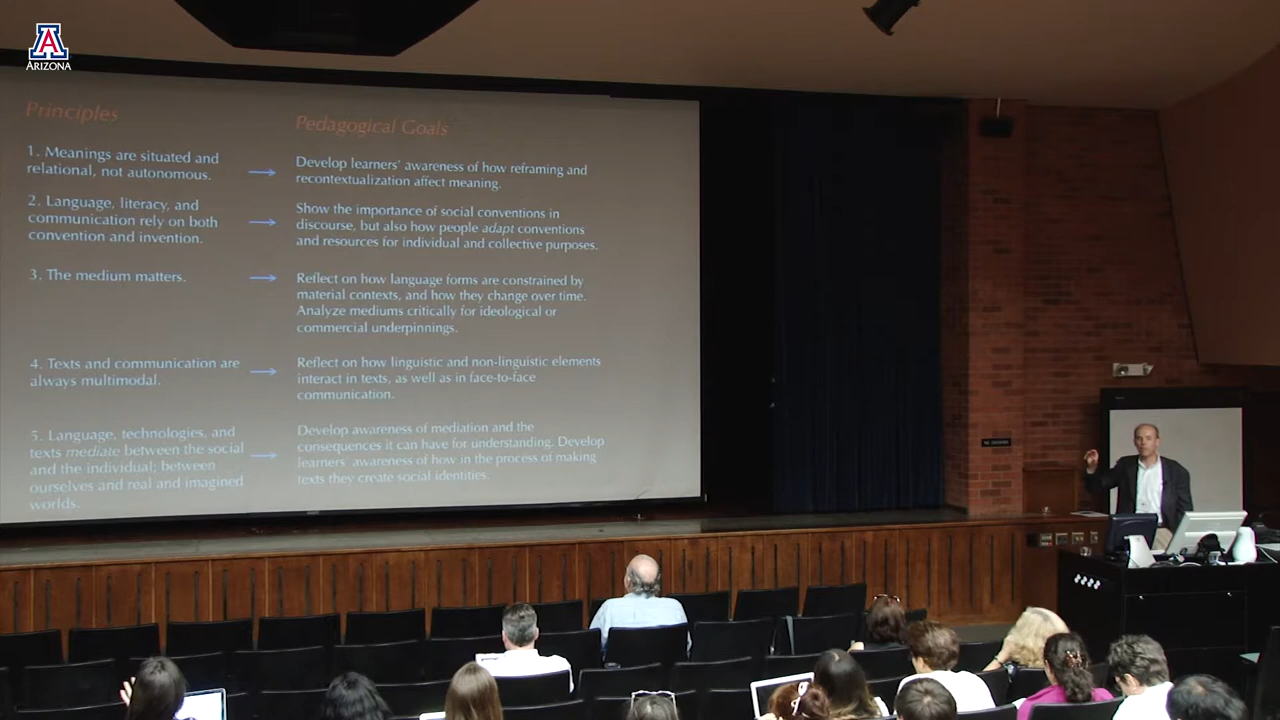 ARIZONA
Principles
Pedagogical Goals
1. Meanings are situated and
relational, not autonomous.
Develop learners' awareness of how reframing and
recontextualization affect meaning.
2. Language, literacy, and
communication rely on both
convention and invention.
Show the importance of social conventions in
discourse, but also how people adapt conventions
and resources for individual and collective purposes.
3. The medium matters.
Reflect on how language forms are constrained by
material contexts, and how they change over time.
Analyze mediums critically for ideological or
commercial underpinnings.
4. Texts and communication are
always multimodal.
Reflect on how linguistic and non-linguistic elements
interact in texts, as well as in face-to-face
communication.
5. Language, technologies, and
texts mediate between the social
and the individual; between
ourselves and real and imagined
worlds.
Develop awareness of mediation and the
consequences it can have for understanding. Develop
learners' awareness of how in the process of making
texts they create social identities.